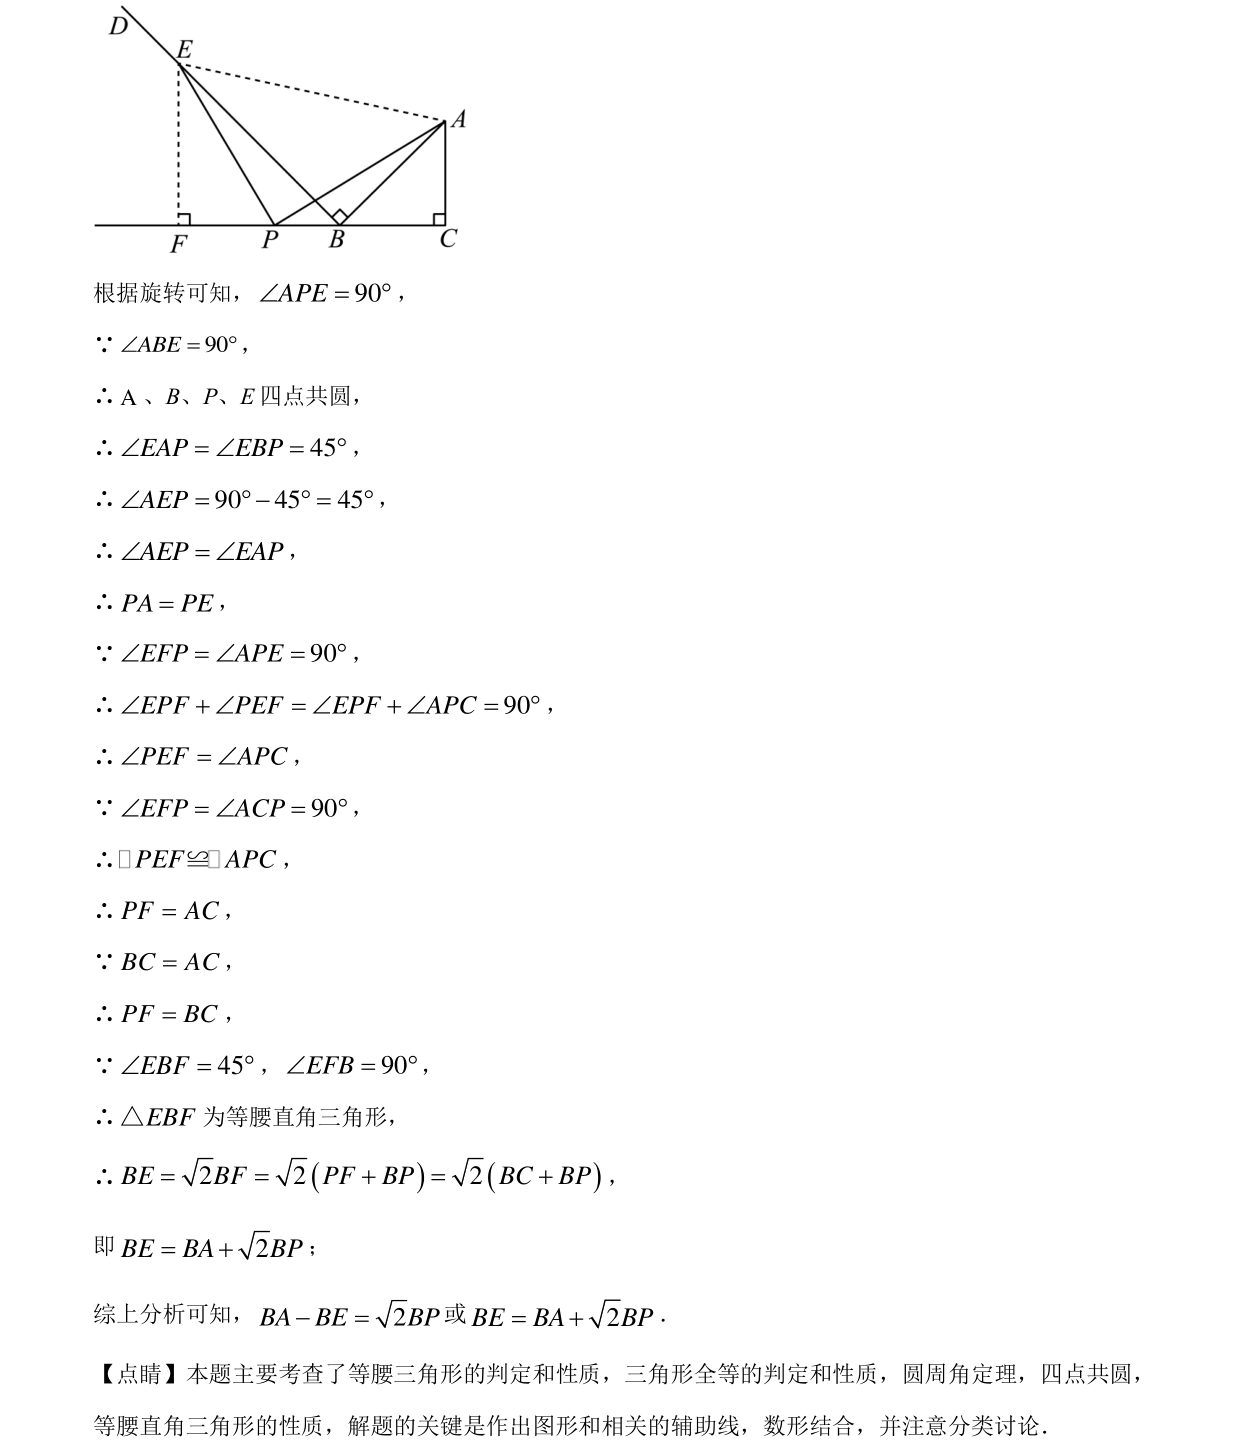 D
E
A
F
P
B
C
根据旋转可知，∠APE = 90°，
∵ ∠ABE = 90°，
∴ A 、B、P、E 四点共圆，
∴ ∠EAP = ∠EBP = 45°，
∴ ∠AEP = 90° − 45° = 45°，
∴ ∠AEP = ∠EAP，
∴ PA = PE，
∵ ∠EFP = ∠APE = 90°，
∴ ∠EPF + ∠PEF = ∠EPF + ∠APC = 90°，
∴ ∠PEF = ∠APC，
∵ ∠EFP = ∠ACP = 90°，
∴ □PEF≌□APC，
∴ PF = AC，
∵ BC = AC，
∴ PF = BC，
∵ ∠EBF = 45°，∠EFB = 90°，
∴ △EBF 为等腰直角三角形，
∴ BE = √2BF = √2(PF + BP) = √2(BC + BP)，
即 BE = BA + √2BP；
综上分析可知，BA − BE = √2BP 或 BE = BA + √2BP．
【点睛】本题主要考查了等腰三角形的判定和性质，三角形全等的判定和性质，圆周角定理，四点共圆，
等腰直角三角形的性质，解题的关键是作出图形和相关的辅助线，数形结合，并注意分类讨论．